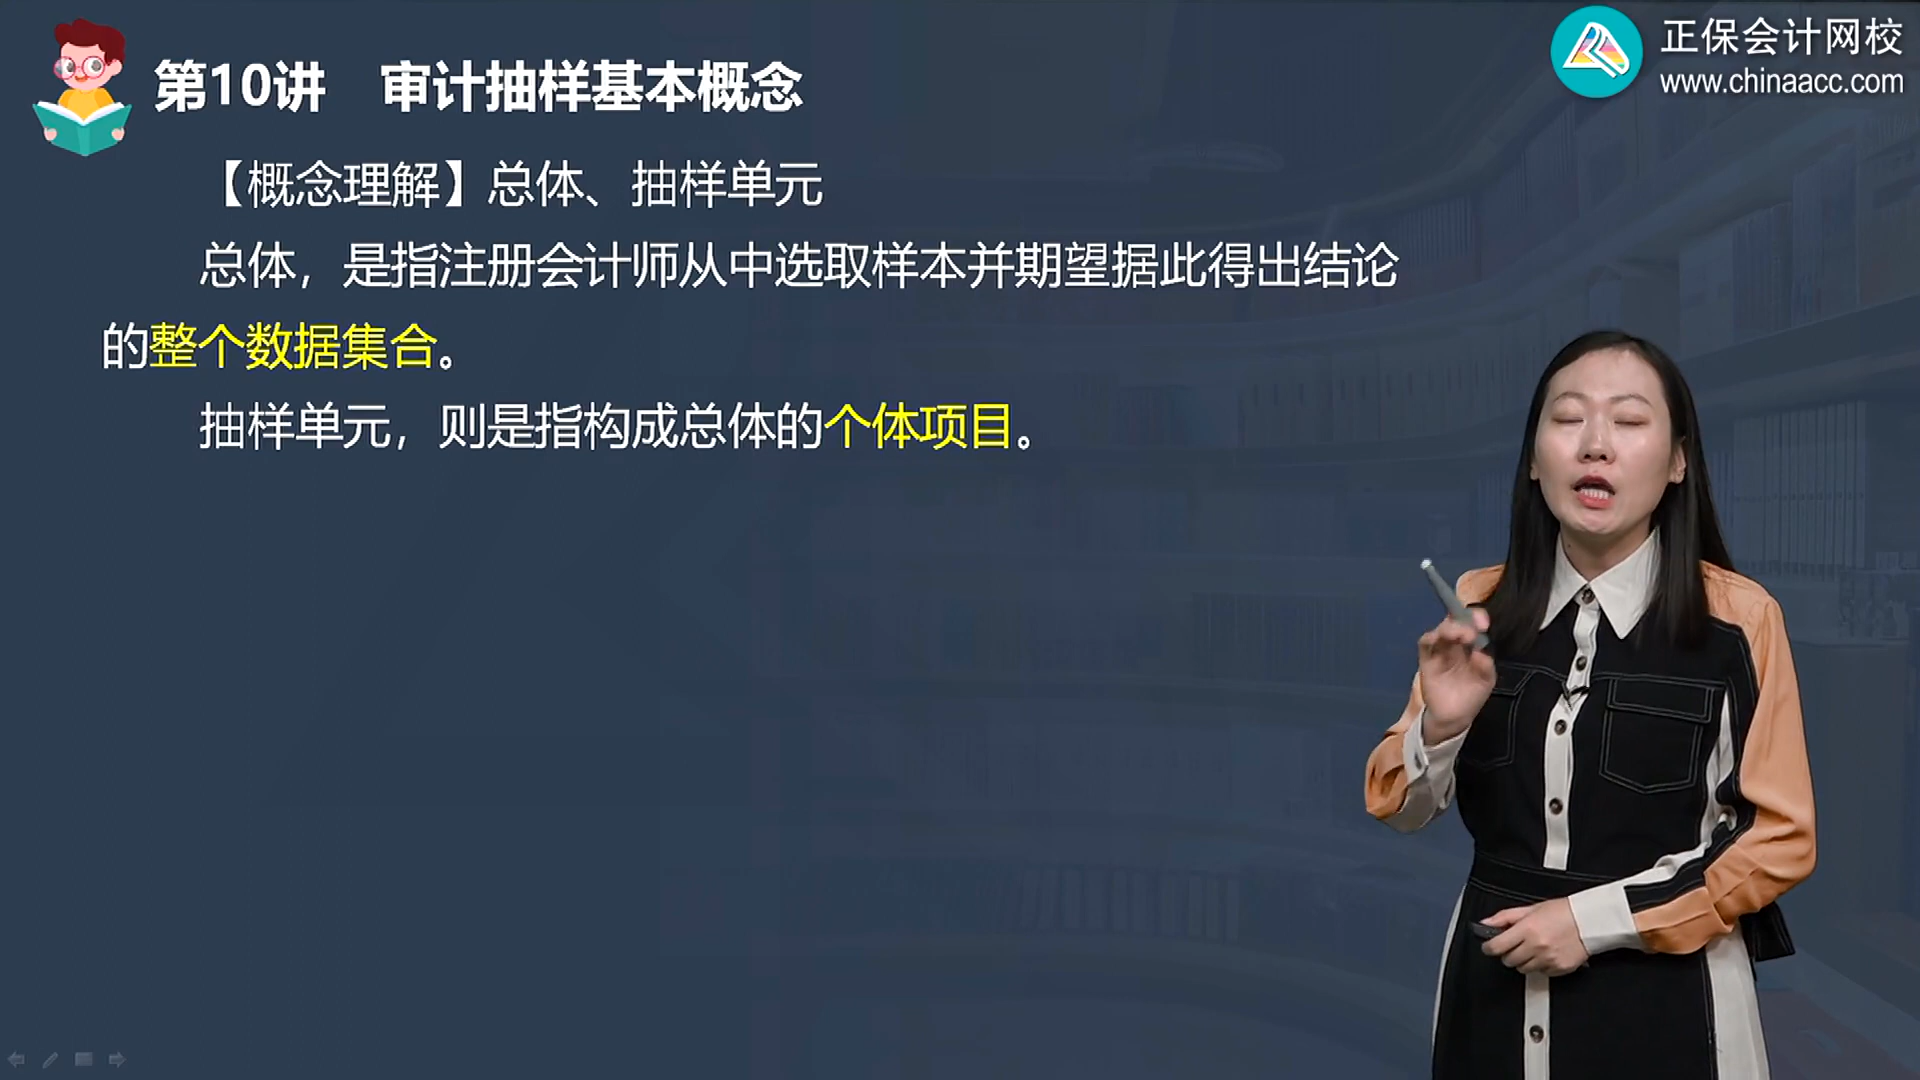 正保会计网校
www.chinaacc.com
第10讲 审计抽样基本概念
【概念理解】总体、抽样单元
总体，是指注册会计师从中选取样本并期望据此得出结论
的整个数据集合。
抽样单元，则是指构成总体的个体项目。